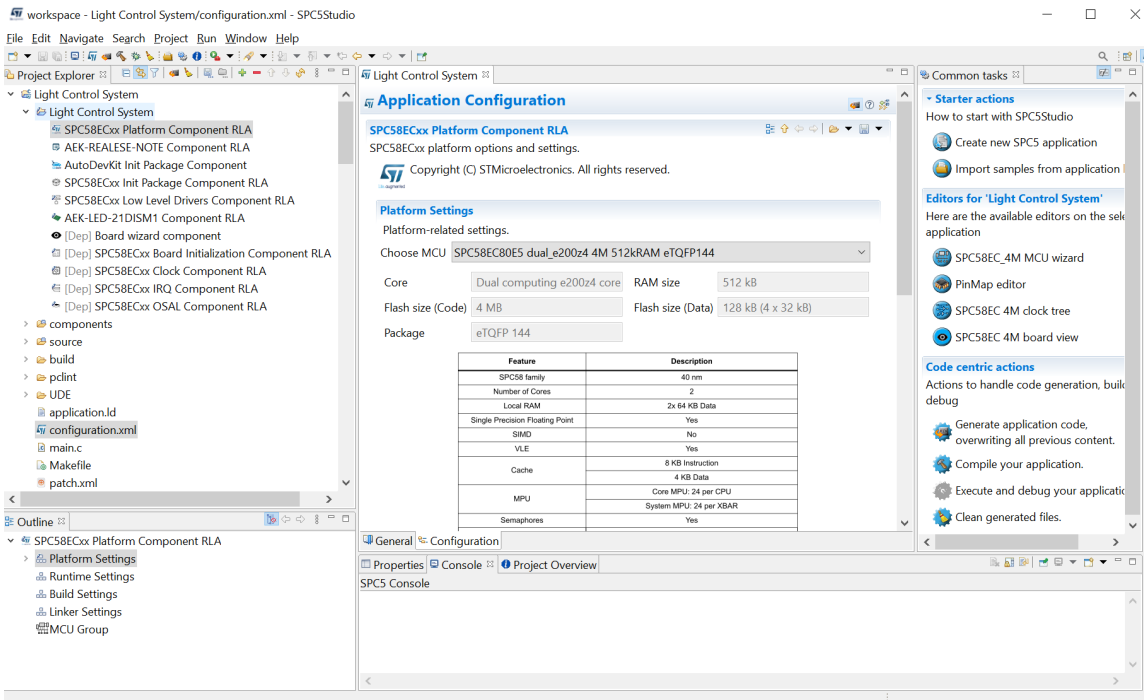 workspace - Light Control System/configuration.xml - SPC5Studio
File Edit Navigate Search Project Run Window Help
Project Explorer
Light Control System
Light Control System
SPC58ECxx Platform Component RLA
AEK-REALESE-NOTE Component RLA
AutoDevKit Init Package Component
SPC58ECxx Init Package Component RLA
SPC58ECxx Low Level Drivers Component RLA
AEK-LED-21DISM1 Component RLA
[Dep] Board wizard component
[Dep] SPC58ECxx Board Initialization Component RLA
[Dep] SPC58ECxx Clock Component RLA
[Dep] SPC58ECxx IRQ Component RLA
[Dep] SPC58ECxx OSAL Component RLA
components
source
build
pclint
UDE
application.ld
configuration.xml
main.c
Makefile
patch.xml
Outline
SPC58ECxx Platform Component RLA
Platform Settings
Runtime Settings
Build Settings
Linker Settings
MCU Group
Light Control System
Application Configuration
SPC58ECxx Platform Component RLA
SPC58ECxx platform options and settings.
Copyright (C) STMicroelectronics. All rights reserved.
Platform Settings
Platform-related settings.
Choose MCU SPC58EC80E5 dual_e200z4 4M 512kRAM eTQFP144
Core Dual computing e200z4 core RAM size 512 kB
Flash size (Code) 4 MB Flash size (Data) 128 kB (4 x 32 kB)
Package eTQFP 144
Feature Description
SPC58 family 40 nm
Number of Cores 2
Local RAM 2x 64 KB Data
Single Precision Floating Point Yes
SIMD No
VLE Yes
Cache 8 KB Instruction
4 KB Data
MPU Core MPU: 24 per CPU
System MPU: 24 per XBAR
Semaphores Yes
General Configuration
Properties Console Project Overview
SPC5 Console
Common tasks
Starter actions
How to start with SPC5Studio
Create new SPC5 application
Import samples from application
Editors for 'Light Control System'
Here are the available editors on the sele
application
SPC58EC_4M MCU wizard
PinMap editor
SPC58EC 4M clock tree
SPC58EC 4M board view
Code centric actions
Actions to handle code generation, build
debug
Generate application code,
overwriting all previous content.
Compile your application.
Execute and debug your applicatio
Clean generated files.